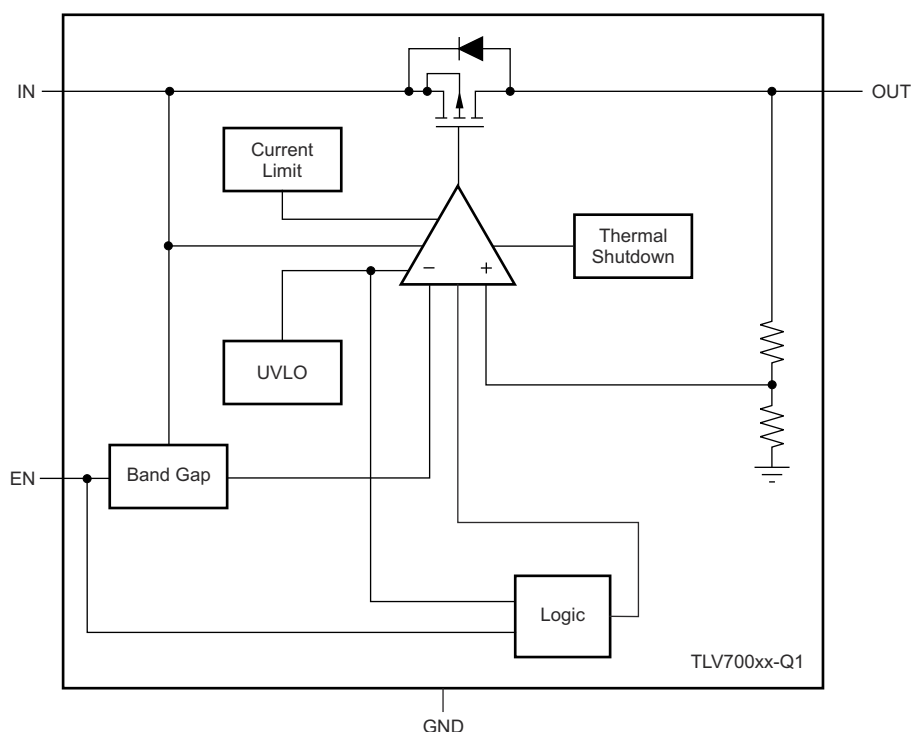 IN
OUT
Current
Limit
Thermal
Shutdown
−
+
UVLO
EN
Band Gap
Logic
TLV700xx-Q1
GND